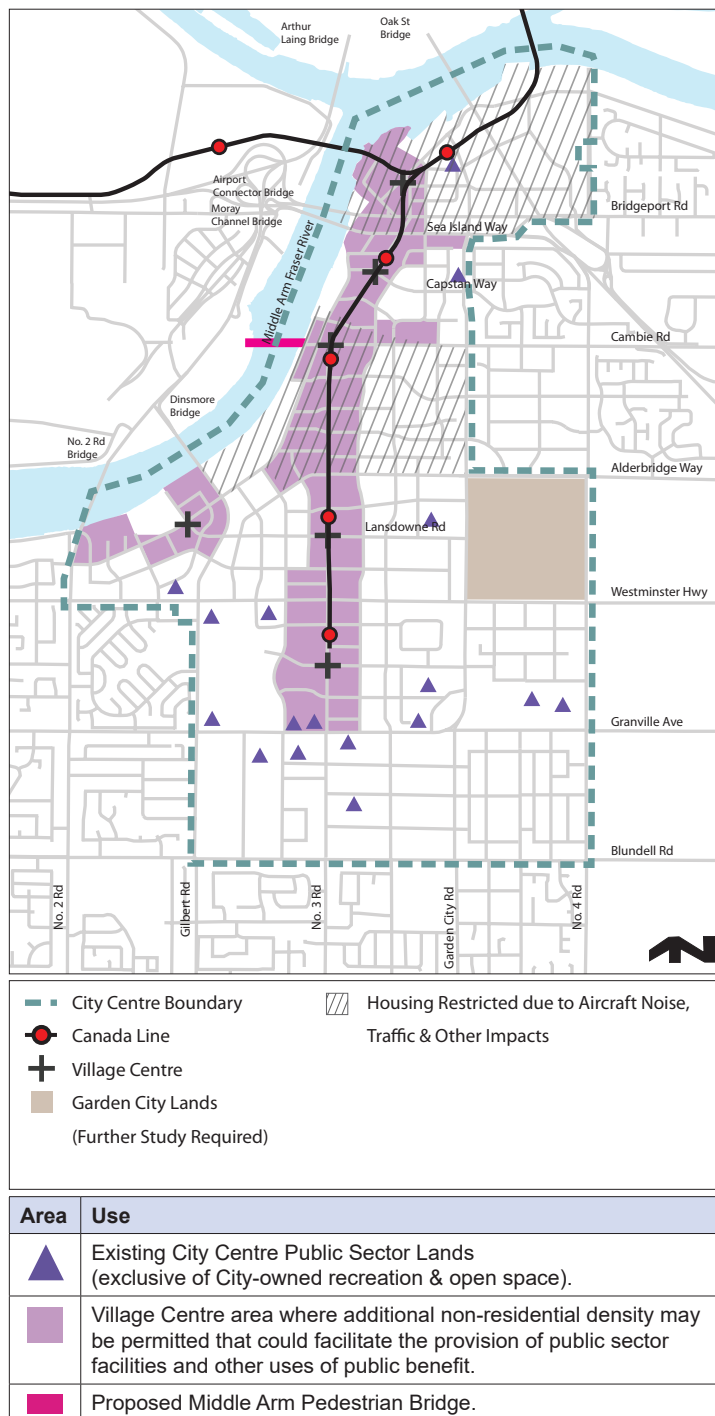 Arthur
Laing Bridge
Oak St
Bridge
Airport
Connector Bridge
Moray
Channel Bridge
Bridgeport Rd
Sea Island Way
Middle Arm Fraser River
Capstan Way
Cambie Rd
Dinsmore
Bridge
No. 2 Rd
Bridge
Alderbridge Way
Lansdowne Rd
Westminster Hwy
Granville Ave
Blundell Rd
No. 2 Rd
Gilbert Rd
No. 3 Rd
Garden City Rd
No. 4 Rd
N
City Centre Boundary
Canada Line
Village Centre
Garden City Lands
(Further Study Required)
Housing Restricted due to Aircraft Noise,
Traffic & Other Impacts
Area Use
Existing City Centre Public Sector Lands
(exclusive of City-owned recreation & open space).
Village Centre area where additional non-residential density may
be permitted that could facilitate the provision of public sector
facilities and other uses of public benefit.
Proposed Middle Arm Pedestrian Bridge.